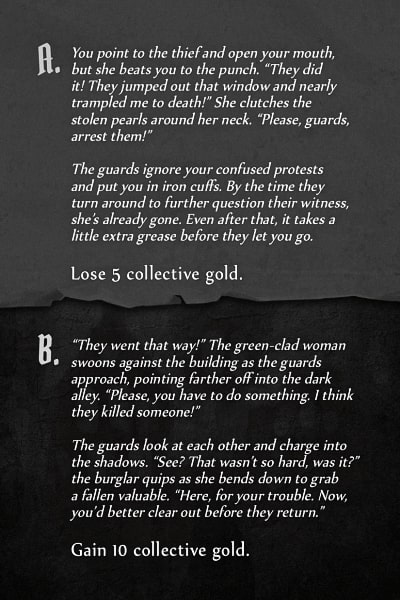 A. You point to the thief and open your mouth,
but she beats you to the punch. “They did
it! They jumped out that window and nearly
trampled me to death!” She clutches the
stolen pearls around her neck. “Please, guards,
arrest them!”
The guards ignore your confused protests
and put you in iron cuffs. By the time they
turn around to further question their witness,
she’s already gone. Even after that, it takes a
little extra grease before they let you go.
Lose 5 collective gold.
B. “They went that way!” The green-clad woman
swoons against the building as the guards
approach, pointing farther off into the dark
alley. “Please, you have to do something. I think
they killed someone!”
The guards look at each other and charge into
the shadows. “See? That wasn’t so hard, was it?”
the burglar quips as she bends down to grab
a fallen valuable. “Here, for your trouble. Now,
you’d better clear out before they return.”
Gain 10 collective gold.